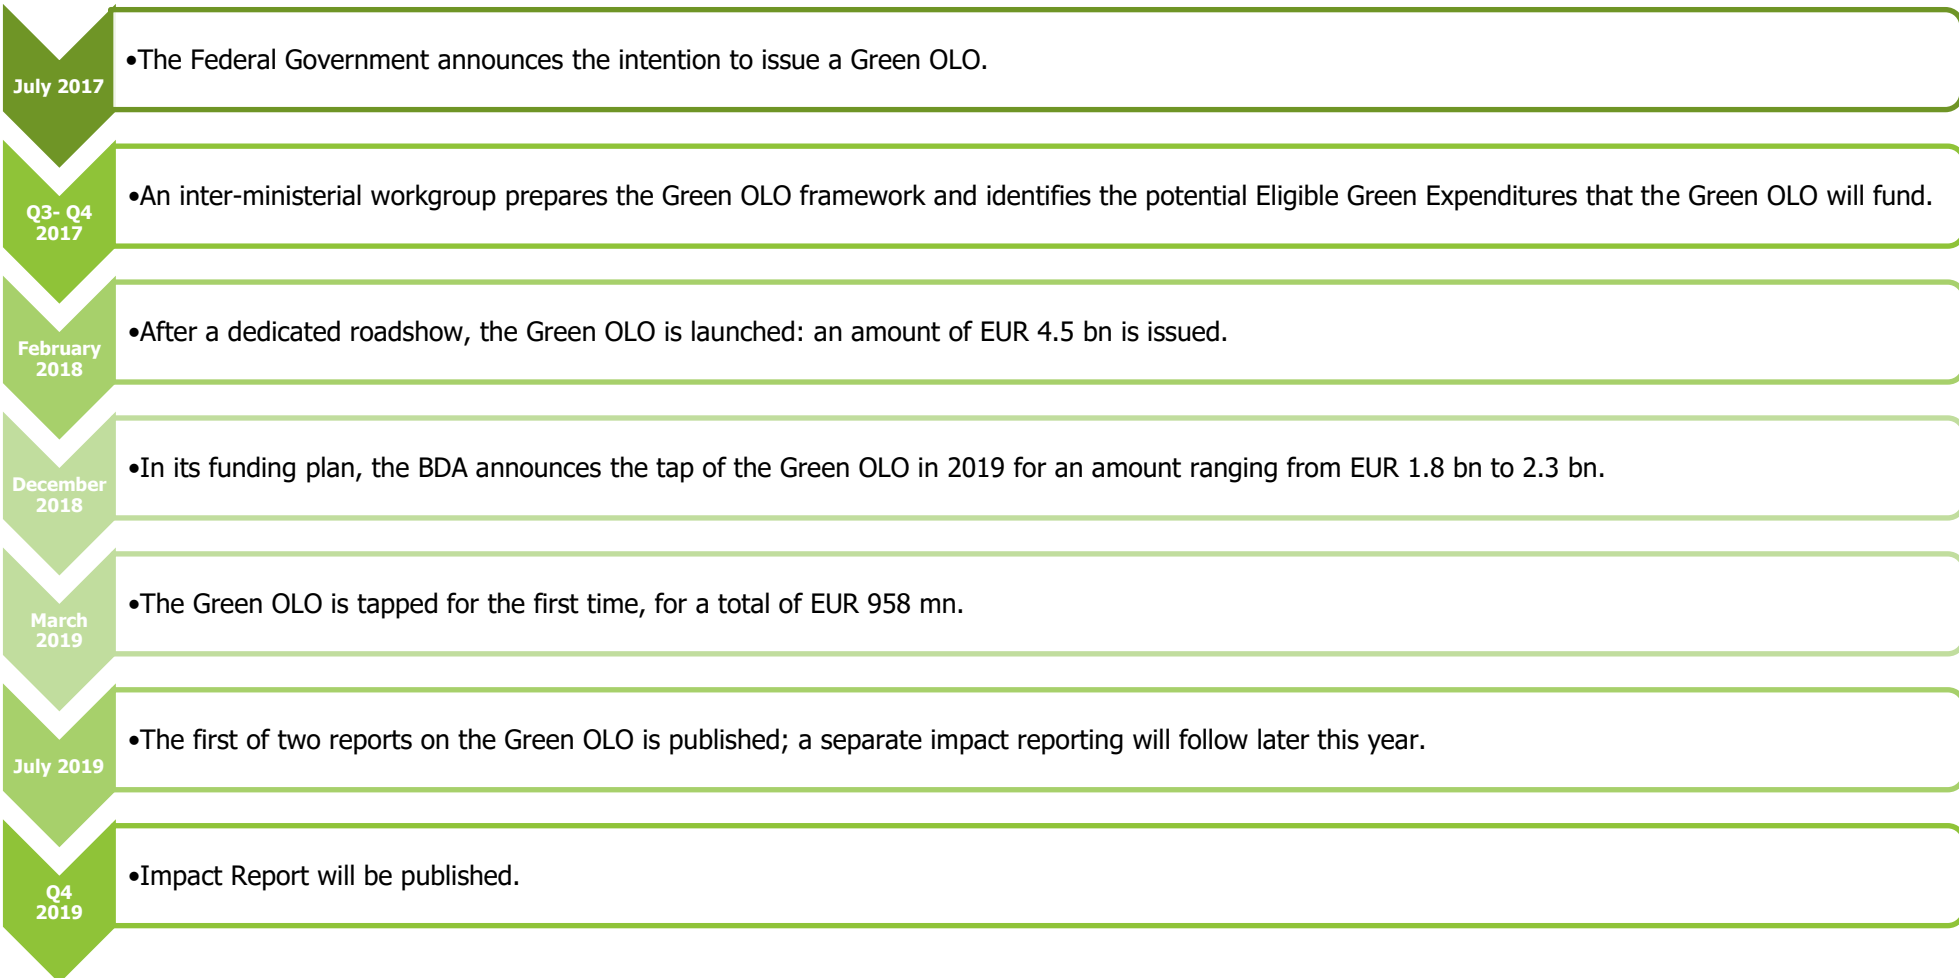 July 2017
•The Federal Government announces the intention to issue a Green OLO.
Q3- Q4
2017
•An inter-ministerial workgroup prepares the Green OLO framework and identifies the potential Eligible Green Expenditures that the Green OLO will fund.
February
2018
•After a dedicated roadshow, the Green OLO is launched: an amount of EUR 4.5 bn is issued.
December
2018
•In its funding plan, the BDA announces the tap of the Green OLO in 2019 for an amount ranging from EUR 1.8 bn to 2.3 bn.
March
2019
•The Green OLO is tapped for the first time, for a total of EUR 958 mn.
July 2019
•The first of two reports on the Green OLO is published; a separate impact reporting will follow later this year.
Q4
2019
•Impact Report will be published.